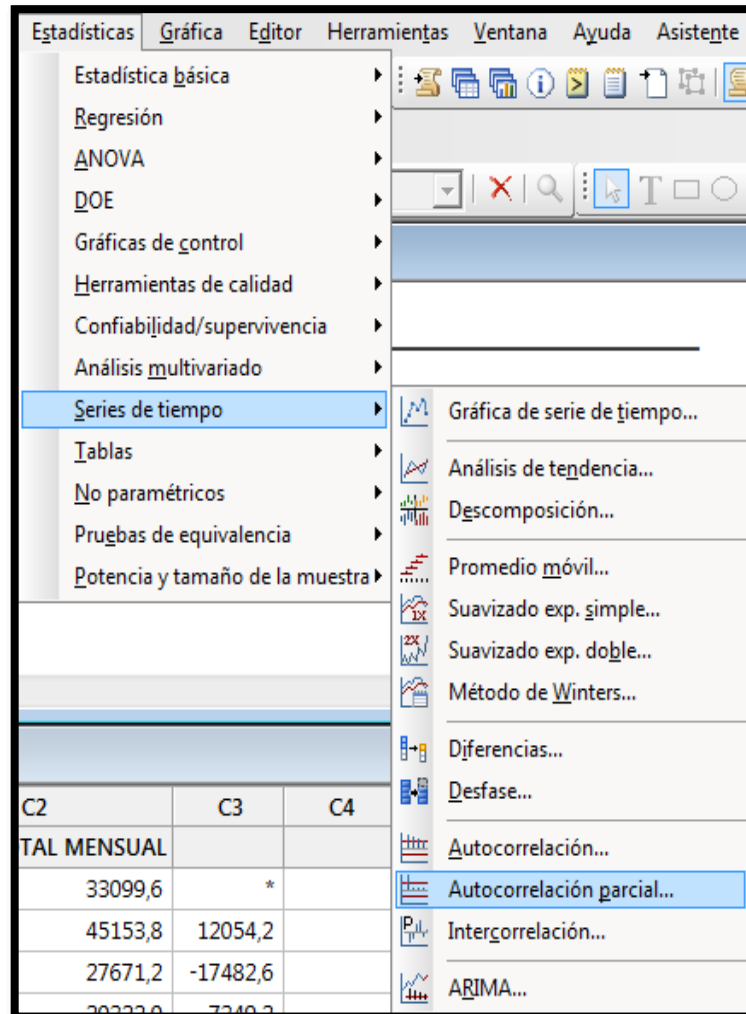 Estadísticas Gráfica Editor Herramientas Ventana Ayuda Asistente
Estadística básica
Regresión
ANOVA
DOE
Gráficas de control
Herramientas de calidad
Confiabilidad/supervivencia
Análisis multivariado
Series de tiempo
Tablas
No paramétricos
Pruebas de equivalencia
Potencia y tamaño de la muestra
Gráfica de serie de tiempo...
Análisis de tendencia...
Descomposición...
Promedio móvil...
Suavizado exp. simple...
Suavizado exp. doble...
Método de Winters...
Diferencias...
Desfase...
Autocorrelación...
Autocorrelación parcial...
Intercorrelación...
ARIMA...
C2 C3 C4
TAL MENSUAL
33099,6 *
45153,8 12054,2
27671,2 -17482,6